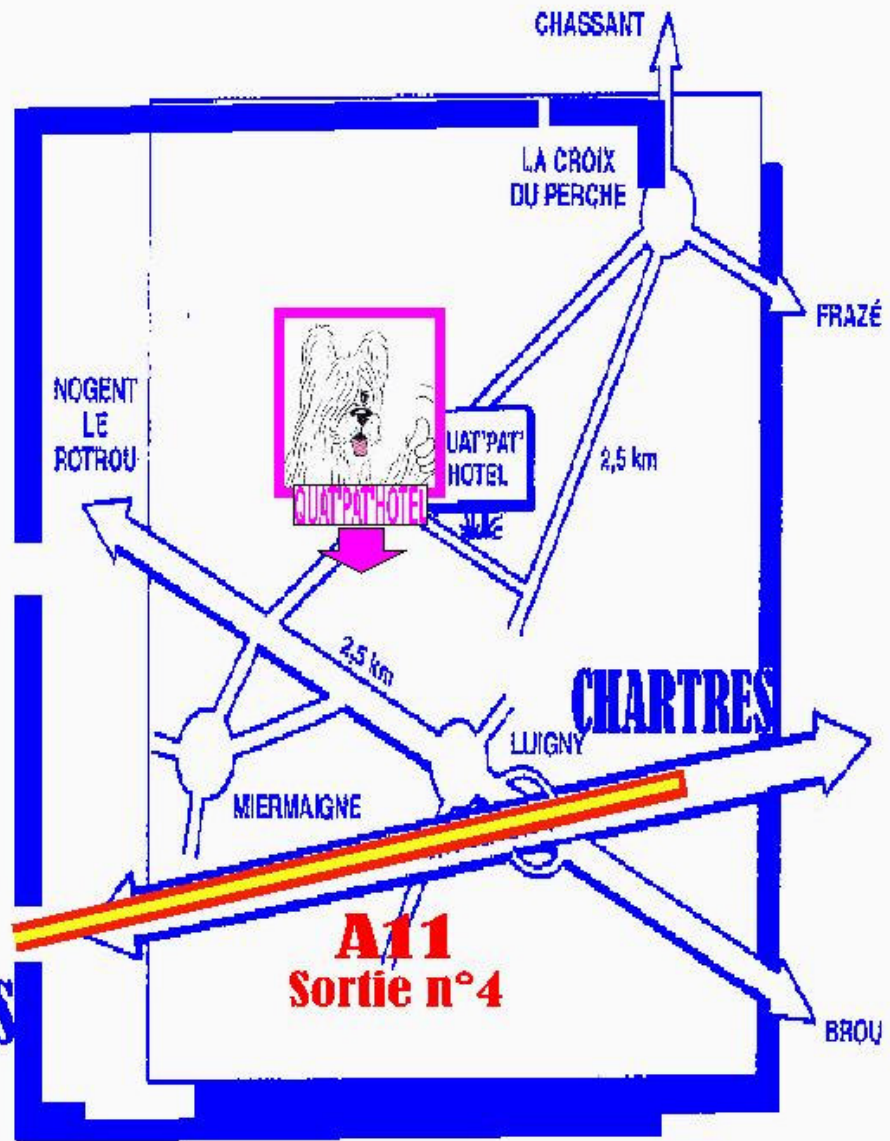 CHASSANT
LA CROIX
DU PERCHE
FRAZÉ
NOGENT
LE
ROTROU
UAT'PAT'
HOTEL
2,5 km
QUAT'PAT'HOTEL
2,5 km
CHARTRES
LUIGNY
MIERMAIGNE
A11
Sortie n°4
S
BROU